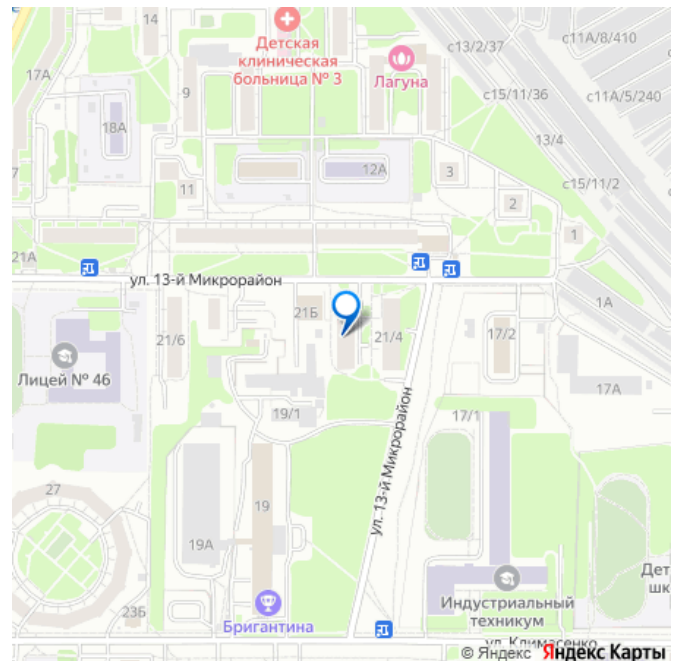 14
Детская
клиническая
больница № 3
с13/2/37
с11А/8/410
17А
9
Лагуна
с15/11/36
с11А/5/240
18А
13/4
7
11
12А
3
с15/11/2
2
1
21А
ул. 13-й Микрорайон
21Б
1А
21/6
21/4
17/2
Лицей № 46
17А
19/1
17/1
ул. 13-й Микрорайон
27
19
19А
Дет
шк
23Б
Индустриальный
техникум
Бригантина
ул. Климасенко
© Яндекс Яндекс Карты